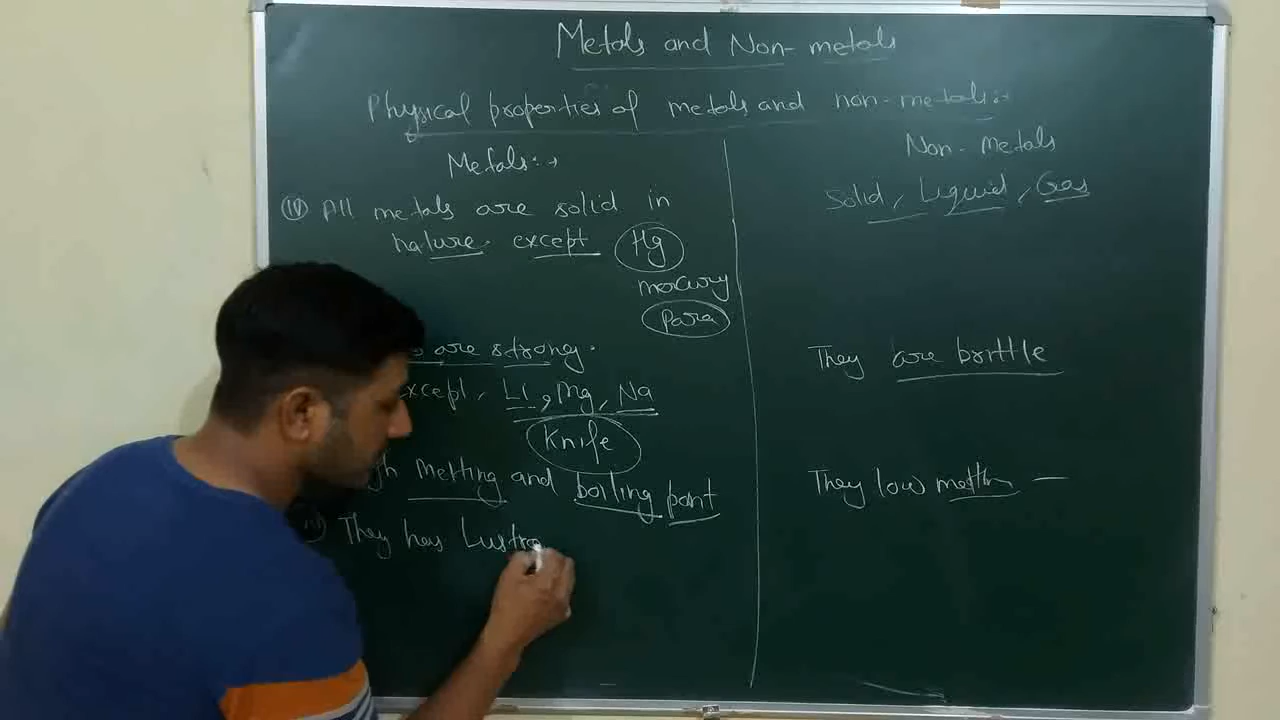 Metals and Non-metals
Physical properties of metals and non-metals:-
Metals:→
(IV) All metals are solid in
nature. except Hg
mercury
Para
are strong.
except, Li, Mg, Na
Knife
melting and boiling point
They has Lustre
Non-Metals
Solid, Liquid, Gas
They are brittle
They low